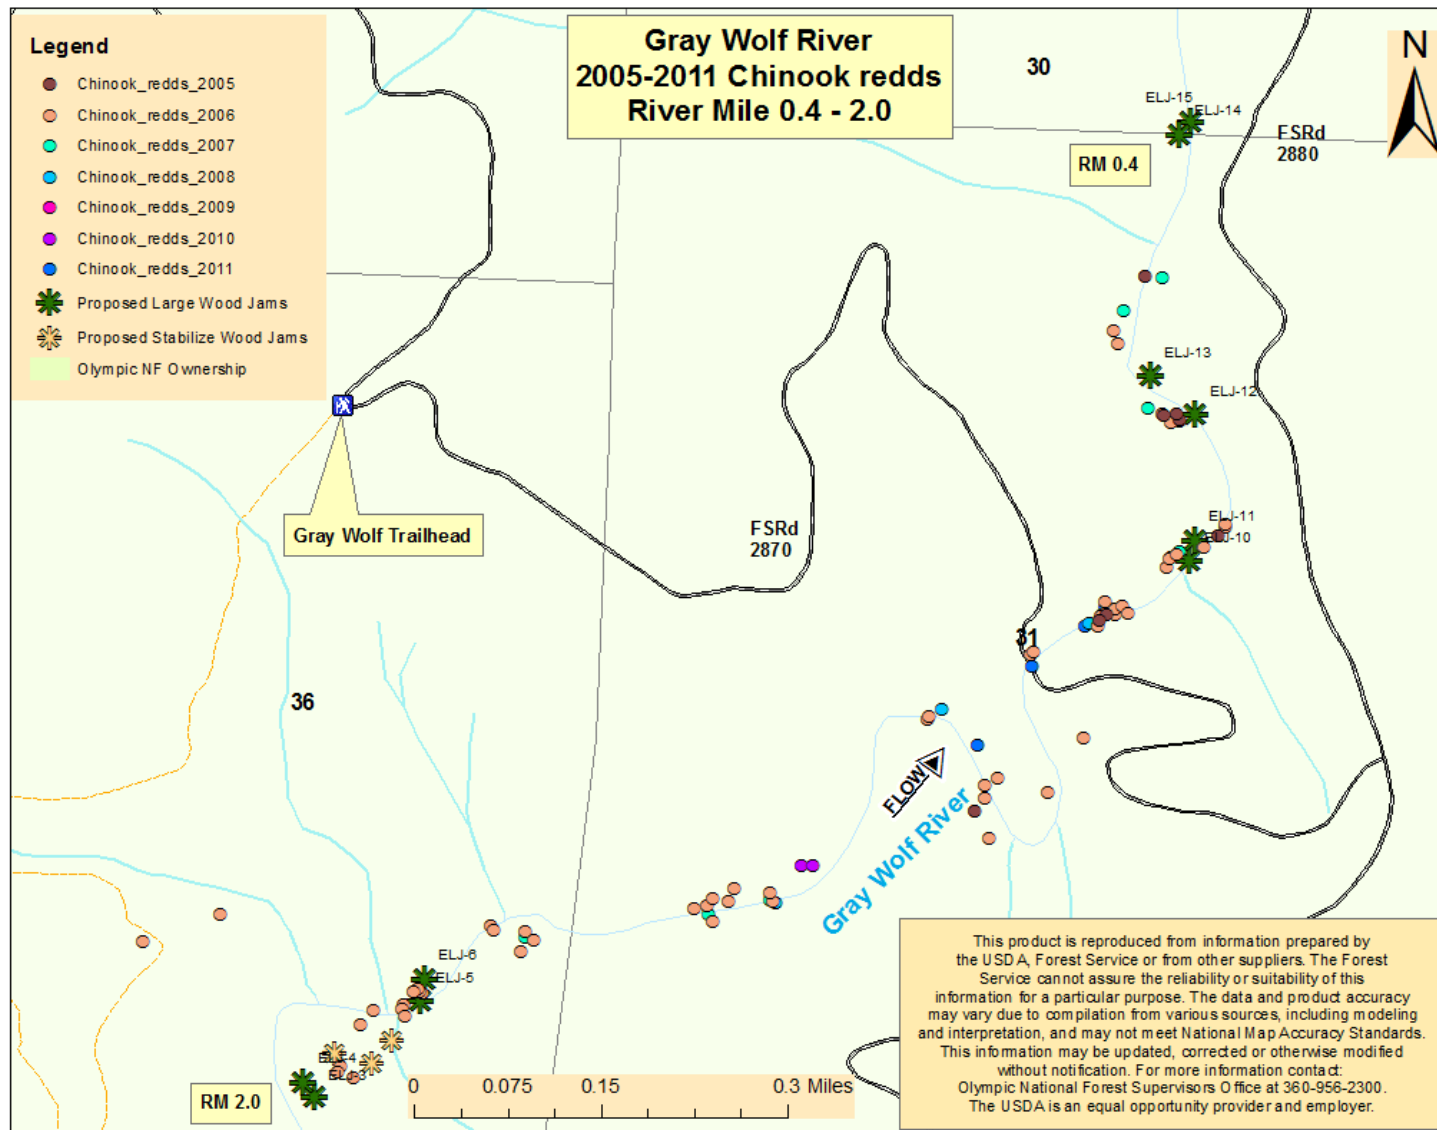 Legend
Chinook_redds_2005
Chinook_redds_2006
Chinook_redds_2007
Chinook_redds_2008
Chinook_redds_2009
Chinook_redds_2010
Chinook_redds_2011
Proposed Large Wood Jams
Proposed Stabilize Wood Jams
Olympic NF Ownership
Gray Wolf River
2005-2011 Chinook redds
River Mile 0.4 - 2.0
30
N
ELJ-15
ELJ-14
FSRd
2880
RM 0.4
ELJ-13
ELJ-12
Gray Wolf Trailhead
FSRd
2870
ELJ-11
ELJ-10
31
36
FLOW
Gray Wolf River
ELJ-6
ELJ-5
ELJ-4
ELJ-3
RM 2.0
0 0.075 0.15 0.3 Miles
This product is reproduced from information prepared by
the USDA, Forest Service or from other suppliers. The Forest
Service cannot assure the reliability or suitability of this
information for a particular purpose. The data and product accuracy
may vary due to compilation from various sources, including modeling
and interpretation, and may not meet National Map Accuracy Standards.
This information may be updated, corrected or otherwise modified
without notification. For more information contact:
Olympic National Forest Supervisors Office at 360-956-2300.
The USDA is an equal opportunity provider and employer.